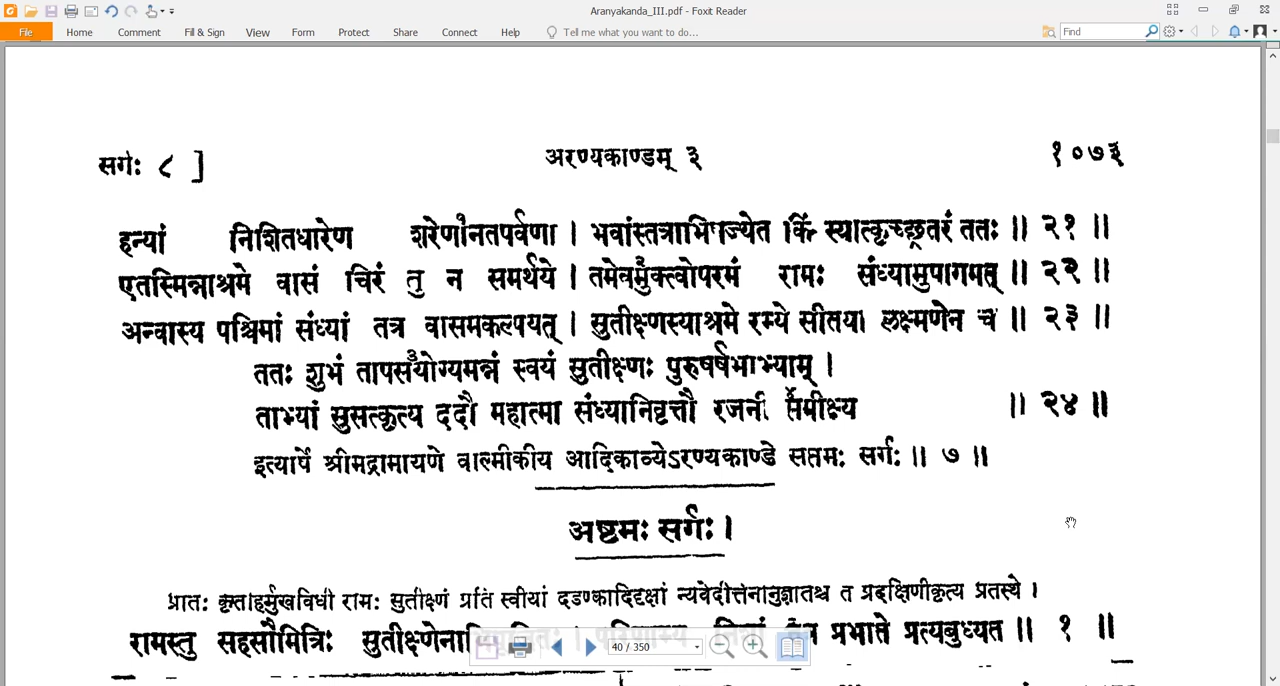 Aranyakanda_III.pdf - Foxit Reader
File Home Comment Fill & Sign View Form Protect Share Connect Help Tell me what you want to do... Find
सर्गः ८ ] अरण्यकाण्डम् ३ १०७३
हन्यां निशितधारेण शरेणानतपर्वणा । भवांस्तत्राभिषज्येत किं स्यात्कृच्छ्रतरं ततः ॥ २१ ॥
एतस्मिन्नाश्रमे वासं चिरं तु न समर्थये । तमेवमुक्त्वोपरमं रामः संध्यामुपागमत् ॥ २२ ॥
अन्वास्य पश्चिमां संध्यां तत्र वासमकल्पयत् । सुतीक्ष्णस्याश्रमे रम्ये सीतया लक्ष्मणेन च ॥ २३ ॥
ततः शुभं तापसयोग्यमन्नं स्वयं सुतीक्ष्णः पुरुषर्षभाभ्याम् ।
ताभ्यां सुसत्कृत्य ददौ महात्मा संध्यानिवृत्तौ रजनीं समीक्ष्य ॥ २४ ॥
इत्यार्षे श्रीमद्रामायणे वाल्मीकीय आदिकाव्येऽरण्यकाण्डे सप्तमः सर्गः ॥ ७ ॥
अष्टमः सर्गः ।
प्रातः कृताहर्मुखविधी रामः सुतीक्ष्णं प्रति स्वीयां दडण्कादिदृक्षां न्यवेदीत्तेनानुज्ञातश्च त प्रदक्षिणीकृत्य प्रतस्थे ।
रामस्तु सहसौमित्रिः प्रभाते प्रत्यबुध्यत ॥ १ ॥
40 / 350